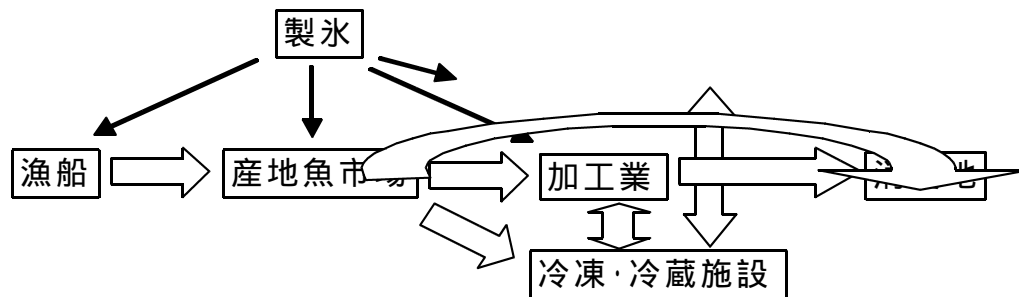 製氷
漁船
産地魚市場
加工業
冷凍・冷蔵施設